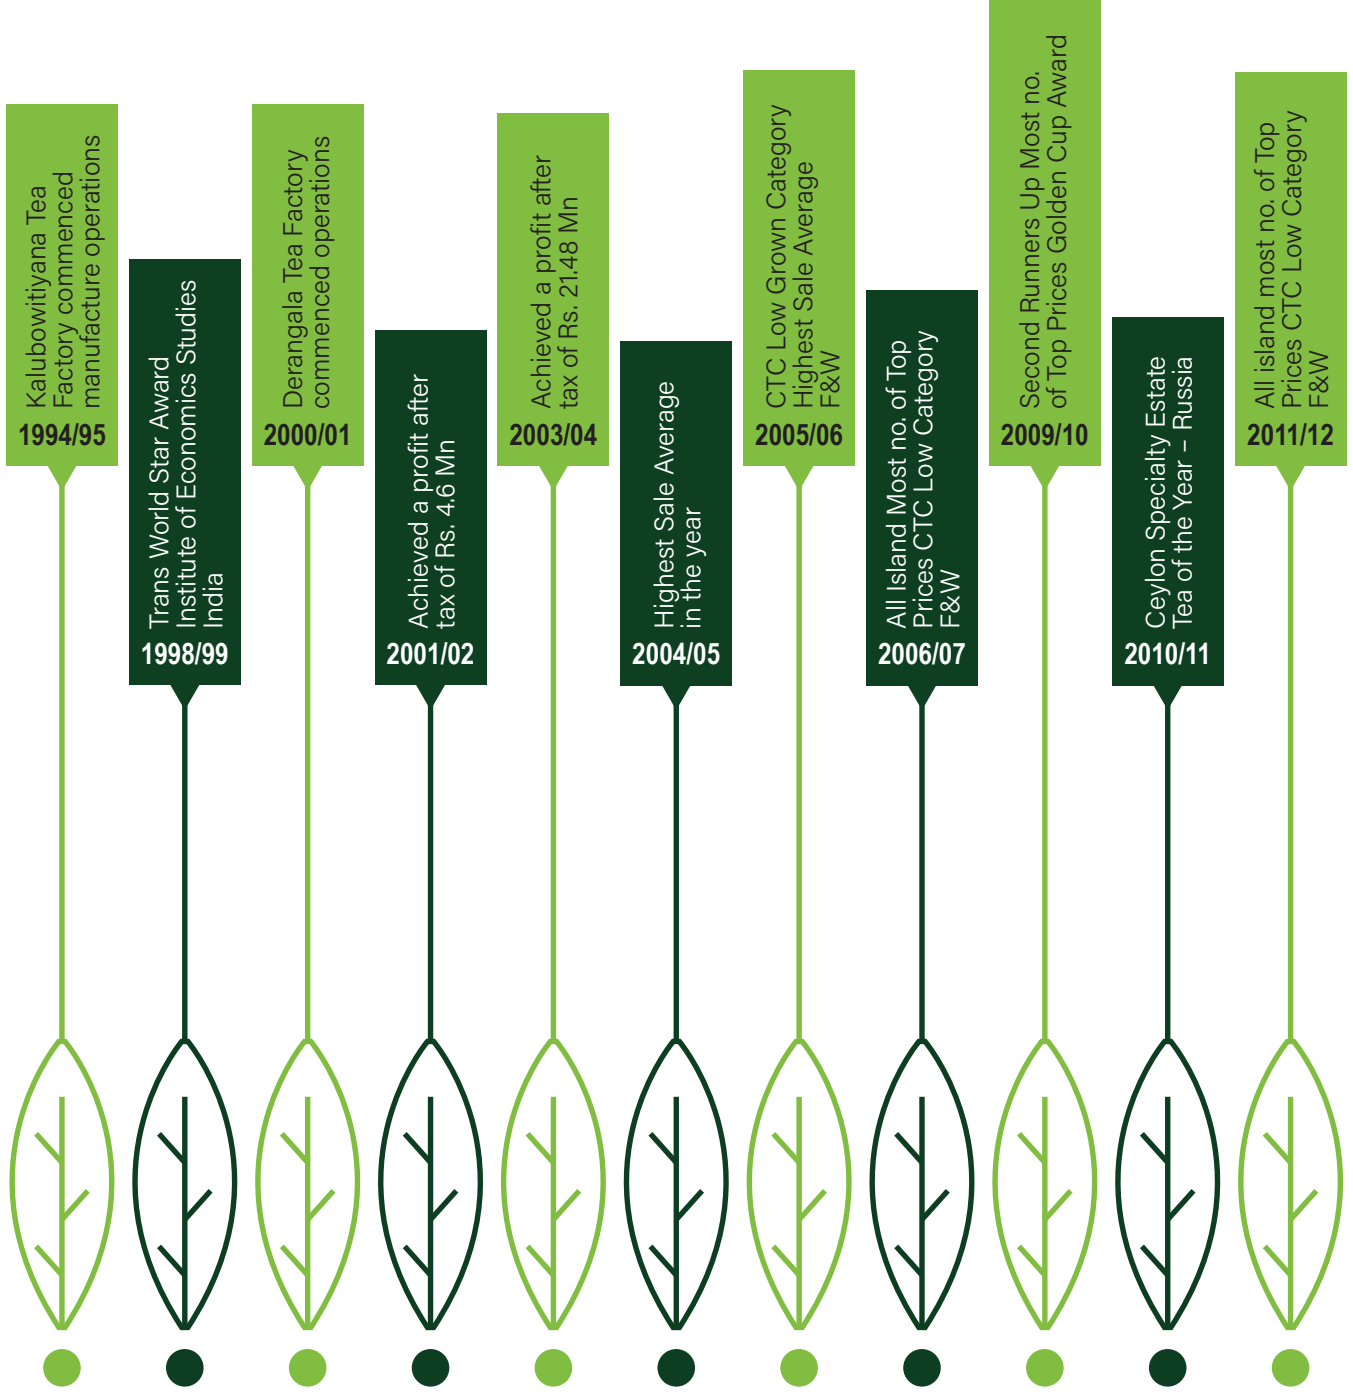 Kalubowitiyana Tea
Factory commenced
manufacture operations
1994/95
Trans World Star Award
Institute of Economics Studies
India
1998/99
Derangala Tea Factory
commenced operations
2000/01
Achieved a profit after
tax of Rs. 4.6 Mn
2001/02
Achieved a profit after
tax of Rs. 21.48 Mn
2003/04
Highest Sale Average
in the year
2004/05
CTC Low Grown Category
Highest Sale Average
F&W
2005/06
All Island Most no. of Top
Prices CTC Low Category
F&W
2006/07
Second Runners Up Most no.
of Top Prices Golden Cup Award
2009/10
Ceylon Specialty Estate
Tea of the Year – Russia
2010/11
All island most no. of Top
Prices CTC Low Category
F&W
2011/12